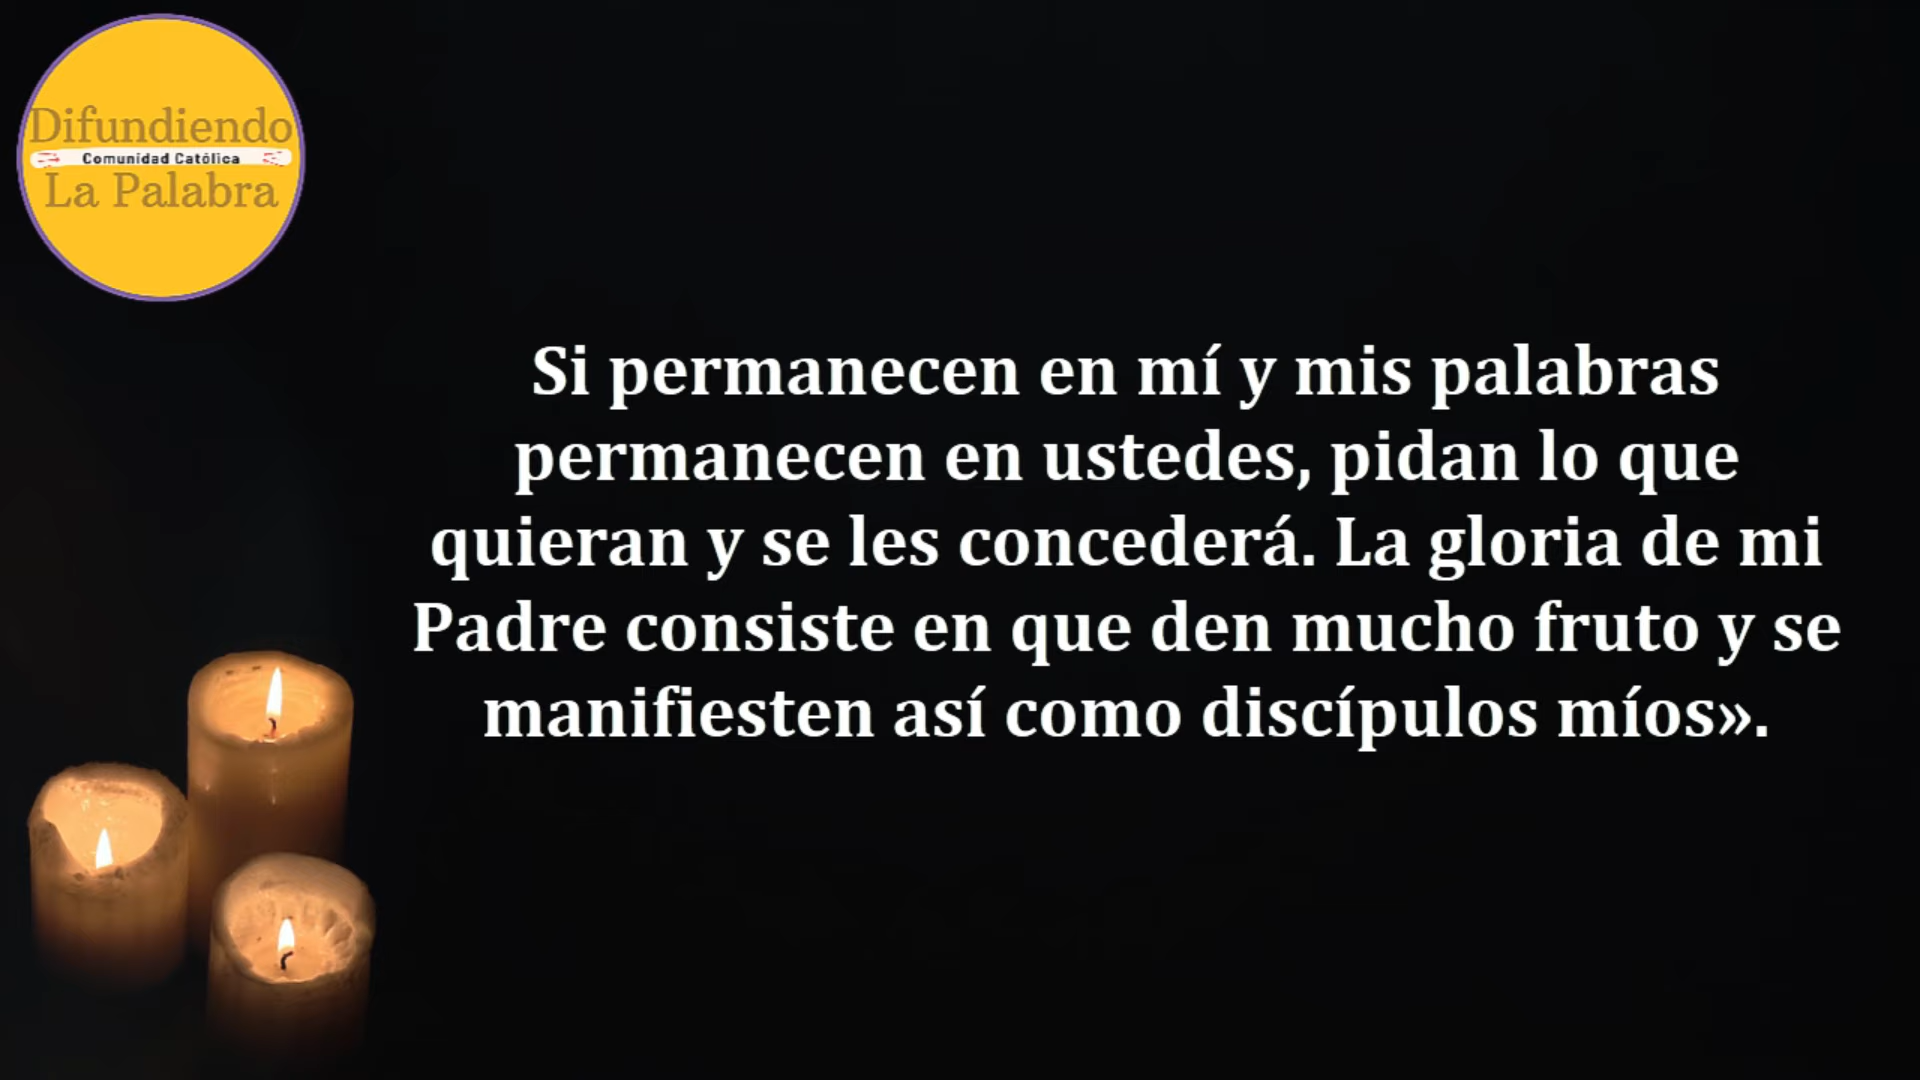 Difundiendo
Comunidad Católica
La Palabra
Si permanecen en mí y mis palabras
permanecen en ustedes, pidan lo que
quieran y se les concederá. La gloria de mi
Padre consiste en que den mucho fruto y se
manifiesten así como discípulos míos».